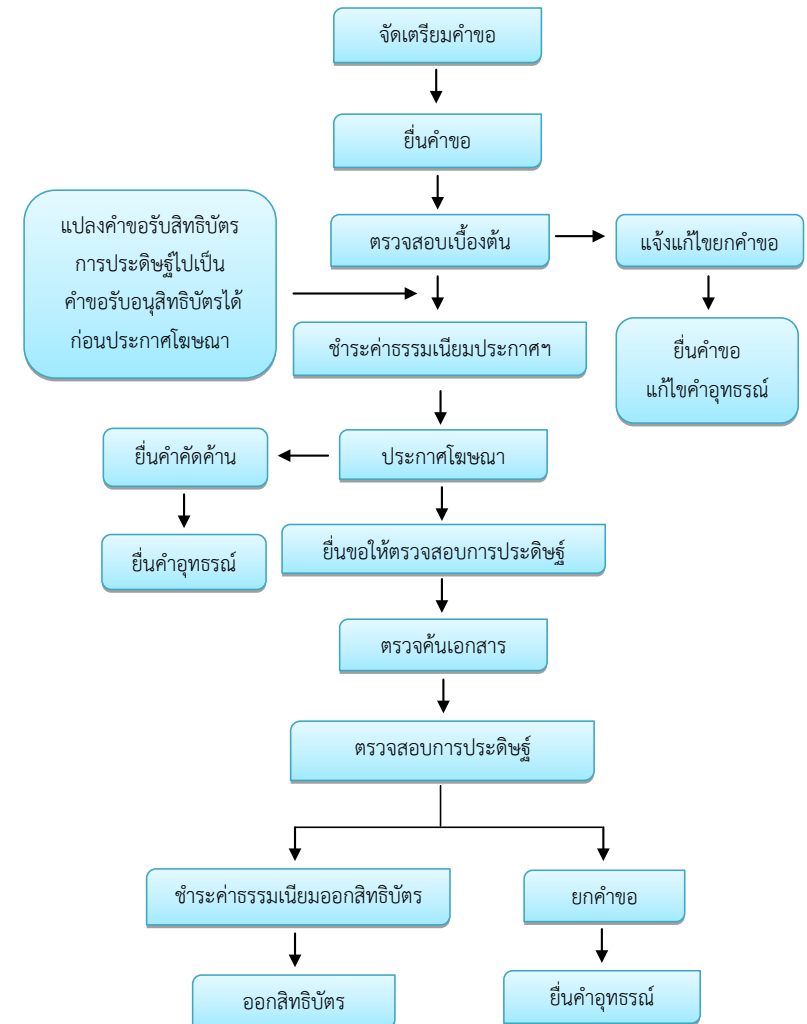 จัดเตรียมคำขอ
ยื่นคำขอ
แปลงคำขอรับสิทธิบัตร
การประดิษฐ์ไปเป็น
คำขอรับอนุสิทธิบัตรได้
ก่อนประกาศโฆษณา
ตรวจสอบเบื้องต้น
แจ้งแก้ไขยกคำขอ
ชำระค่าธรรมเนียมประกาศฯ
ยื่นคำขอ
แก้ไขคำอุทธรณ์
ยื่นคำคัดค้าน
ประกาศโฆษณา
ยื่นคำอุทธรณ์
ยื่นขอให้ตรวจสอบการประดิษฐ์
ตรวจค้นเอกสาร
ตรวจสอบการประดิษฐ์
ชำระค่าธรรมเนียมออกสิทธิบัตร
ยกคำขอ
ออกสิทธิบัตร
ยื่นคำอุทธรณ์